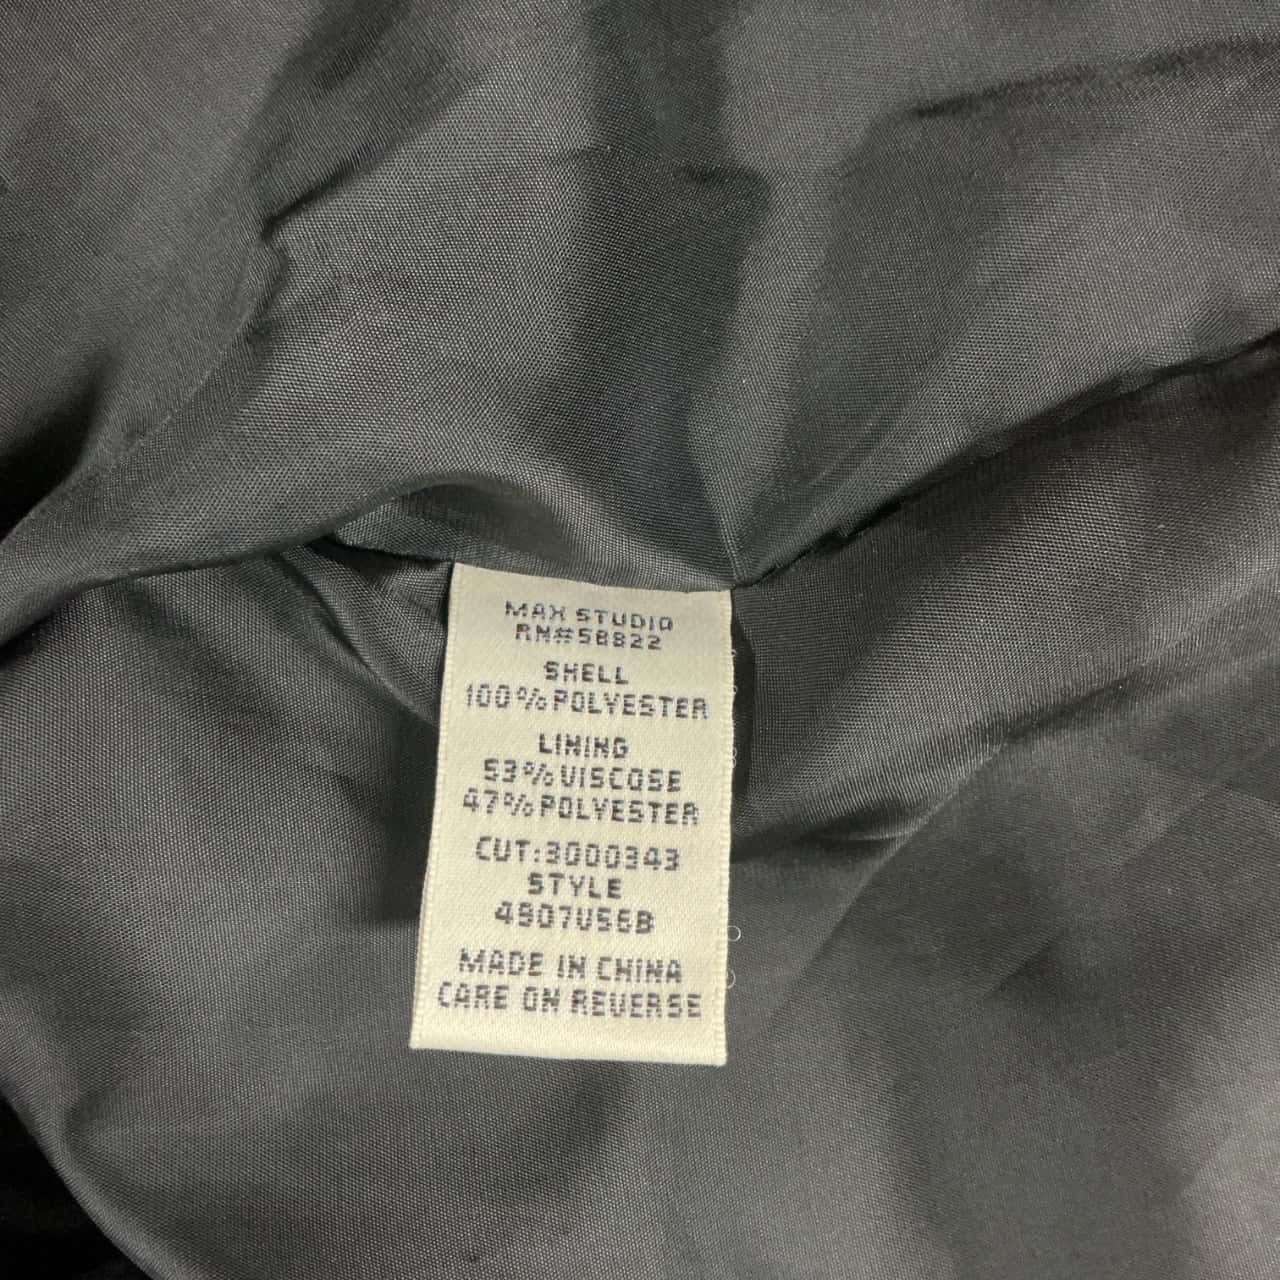 MAX STUDIO
RN#58822
SHELL
100% POLYESTER
LINING
53% VISCOSE
47% POLYESTER
CUT:3000343
STYLE
4907U56B
MADE IN CHINA
CARE ON REVERSE